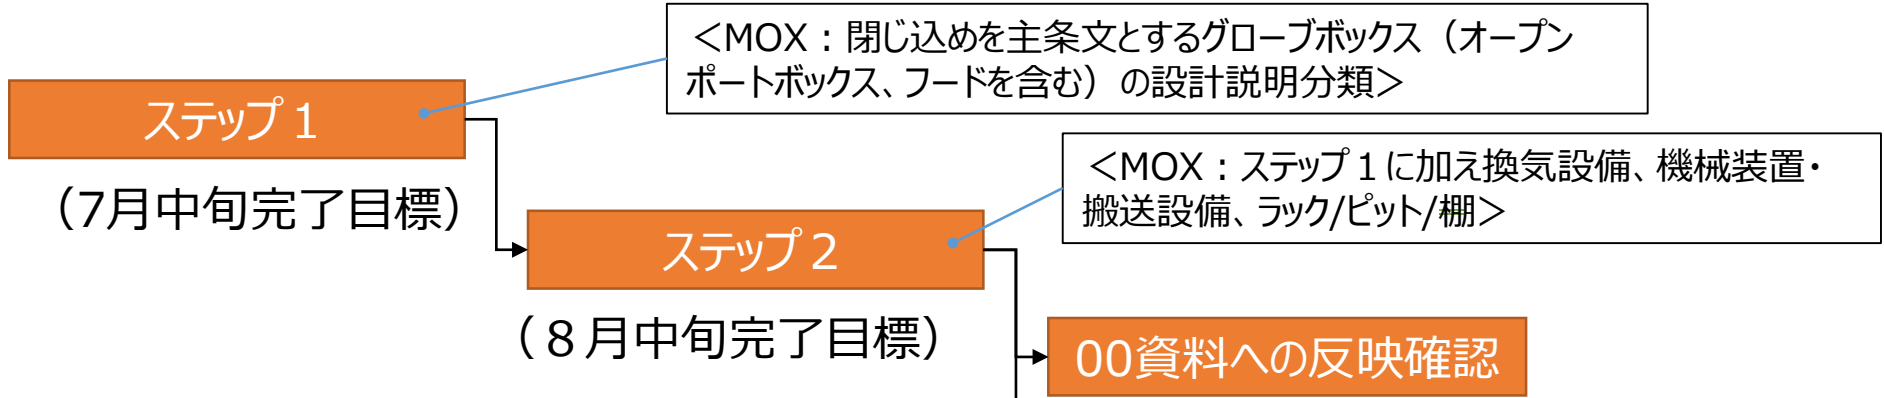 ＜MOX：閉じ込めを主条文とするグローブボックス（オープン
ポートボックス、フードを含む）の設計説明分類＞
ステップ１
（7月中旬完了目標）
＜MOX：ステップ１に加え換気設備、機械装置・
搬送設備、ラック/ピット/棚＞
ステップ２
（８月中旬完了目標）
00資料への反映確認